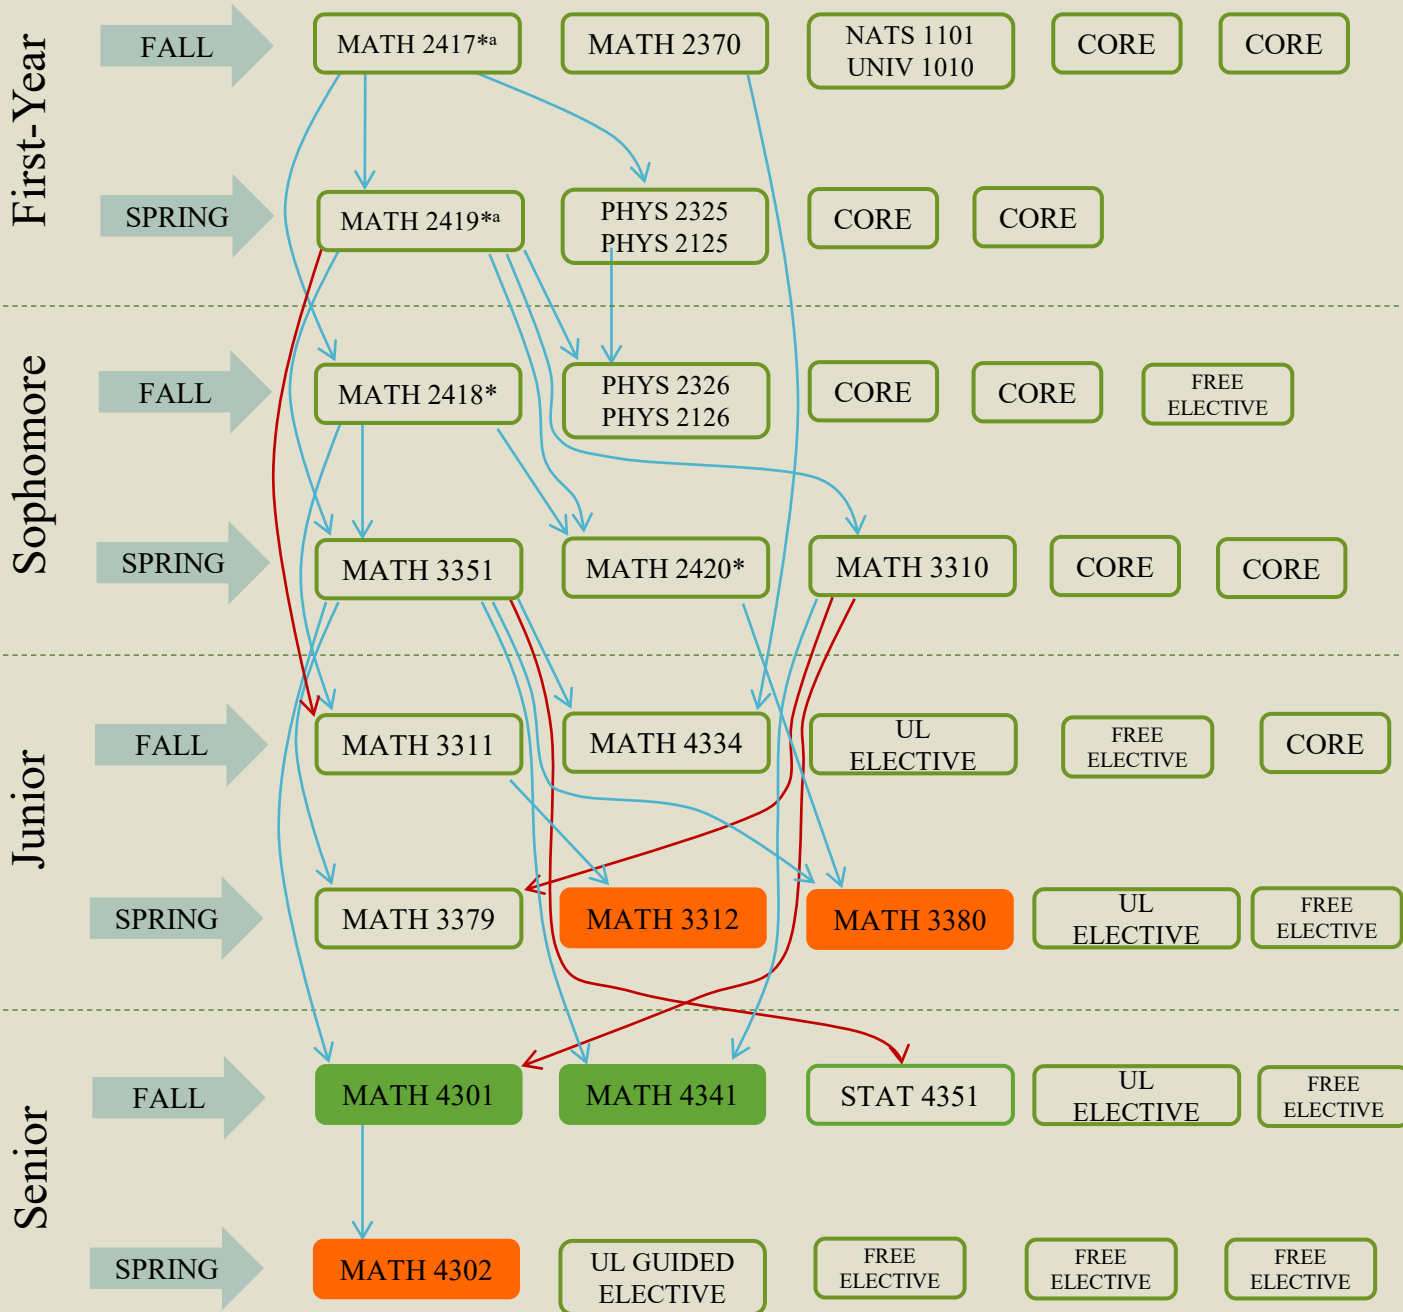 First-Year
FALL
MATH 2417*ᵃ
MATH 2370
NATS 1101
UNIV 1010
CORE
CORE
SPRING
MATH 2419*ᵃ
PHYS 2325
PHYS 2125
CORE
CORE
Sophomore
FALL
MATH 2418*
PHYS 2326
PHYS 2126
CORE
CORE
FREE
ELECTIVE
SPRING
MATH 3351
MATH 2420*
MATH 3310
CORE
CORE
Junior
FALL
MATH 3311
MATH 4334
UL
ELECTIVE
FREE
ELECTIVE
CORE
SPRING
MATH 3379
MATH 3312
MATH 3380
UL
ELECTIVE
FREE
ELECTIVE
Senior
FALL
MATH 4301
MATH 4341
STAT 4351
UL
ELECTIVE
FREE
ELECTIVE
SPRING
MATH 4302
UL GUIDED
ELECTIVE
FREE
ELECTIVE
FREE
ELECTIVE
FREE
ELECTIVE